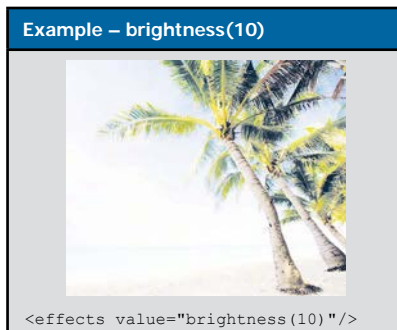 Example – brightness(10)
<effects value="brightness(10)"/>